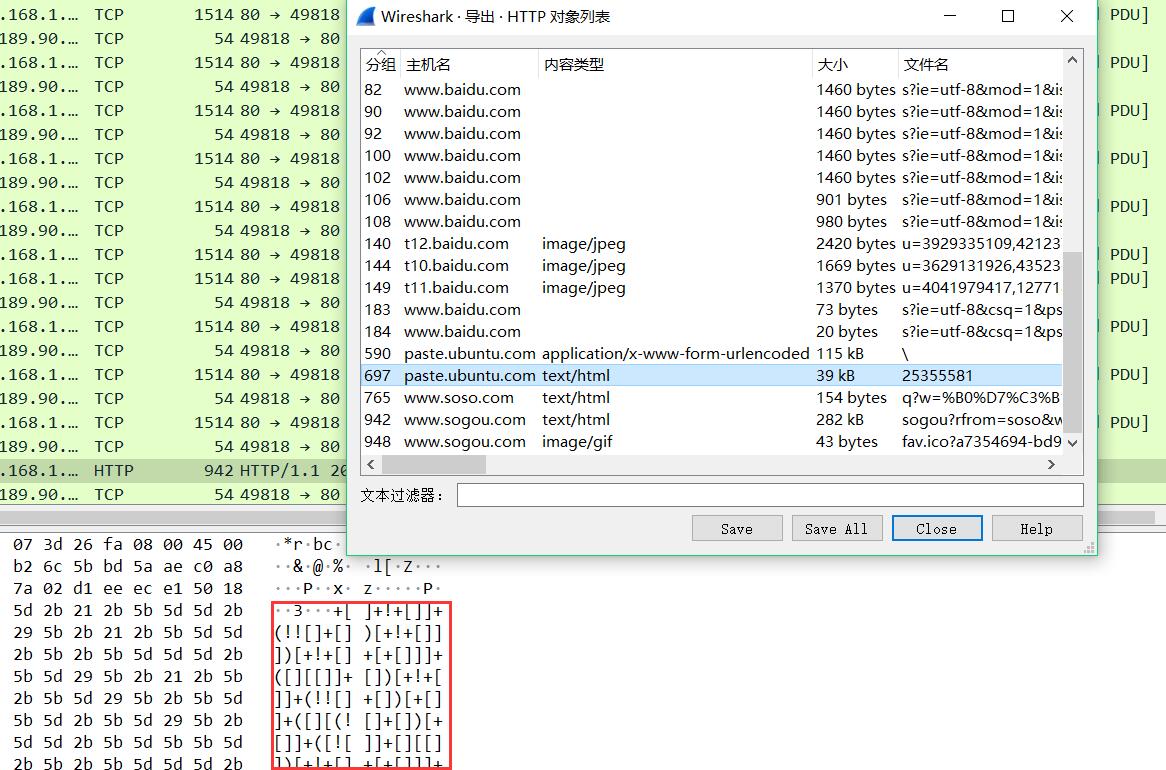 .168.1.… TCP 1514 80 → 49818
189.90.… TCP 54 49818 → 80
.168.1.… TCP 1514 80 → 49818 PDU]
189.90.… TCP 54 49818 → 80
.168.1.… TCP 1514 80 → 49818 PDU]
189.90.… TCP 54 49818 → 80
.168.1.… TCP 1514 80 → 49818 PDU]
189.90.… TCP 54 49818 → 80
.168.1.… TCP 1514 80 → 49818 PDU]
189.90.… TCP 54 49818 → 80
.168.1.… TCP 1514 80 → 49818 PDU]
.168.1.… TCP 1514 80 → 49818 PDU]
189.90.… TCP 54 49818 → 80
.168.1.… TCP 1514 80 → 49818 PDU]
189.90.… TCP 54 49818 → 80
.168.1.… TCP 1514 80 → 49818 PDU]
189.90.… TCP 54 49818 → 80
.168.1.… TCP 1514 80 → 49818 PDU]
189.90.… TCP 54 49818 → 80
.168.1.… HTTP 942 HTTP/1.1 20
189.90.… TCP 54 49818 → 80
PDU]
Wireshark · 导出 · HTTP 对象列表
分组 主机名 内容类型 大小 文件名
82 www.baidu.com 1460 bytes s?ie=utf-8&mod=1&is
90 www.baidu.com 1460 bytes s?ie=utf-8&mod=1&is
92 www.baidu.com 1460 bytes s?ie=utf-8&mod=1&is
100 www.baidu.com 1460 bytes s?ie=utf-8&mod=1&is
102 www.baidu.com 1460 bytes s?ie=utf-8&mod=1&is
106 www.baidu.com 901 bytes s?ie=utf-8&mod=1&is
108 www.baidu.com 980 bytes s?ie=utf-8&mod=1&is
140 t12.baidu.com image/jpeg 2420 bytes u=3929335109,42123
144 t10.baidu.com image/jpeg 1669 bytes u=3629131926,43523
149 t11.baidu.com image/jpeg 1370 bytes u=4041979417,12771
183 www.baidu.com 73 bytes s?ie=utf-8&csq=1&ps
184 www.baidu.com 20 bytes s?ie=utf-8&csq=1&ps
590 paste.ubuntu.com application/x-www-form-urlencoded 115 kB \
697 paste.ubuntu.com text/html 39 kB 25355581
765 www.soso.com text/html 154 bytes q?w=%B0%D7%C3%B
942 www.sogou.com text/html 282 kB sogou?rfrom=soso&w
948 www.sogou.com image/gif 43 bytes fav.ico?a7354694-bd9
文本过滤器：
Save Save All Close Help
07 3d 26 fa 08 00 45 00 ·*r·bc·
b2 6c 5b bd 5a ae c0 a8 ··&·@·% ·l[·Z···
7a 02 d1 ee ec e1 50 18 ···P··x· z·····P·
5d 2b 21 2b 5b 5d 5d 2b ··3···+[ ]+!+[]]+
29 5b 2b 21 2b 5b 5d 5d (!![]+[] )[+!+[]]
2b 5b 2b 5b 5d 5d 5d 2b ])[+!+[] +[+[]]]+
5b 5d 29 5b 2b 21 2b 5b ([][[]]+ [])[+!+[
2b 5b 5d 29 5b 2b 5b 5d ]]+(!![] +[])[+[]
5b 5d 2b 5b 5d 29 5b 2b ]+([][(! []+[])[+
5d 5d 2b 5b 5d 5b 5b 5d []]+([![ ]]+[][[]
2b 5b 2b 5b 5d 5d 5d 2b ])[+!+[] +[+[]]]+